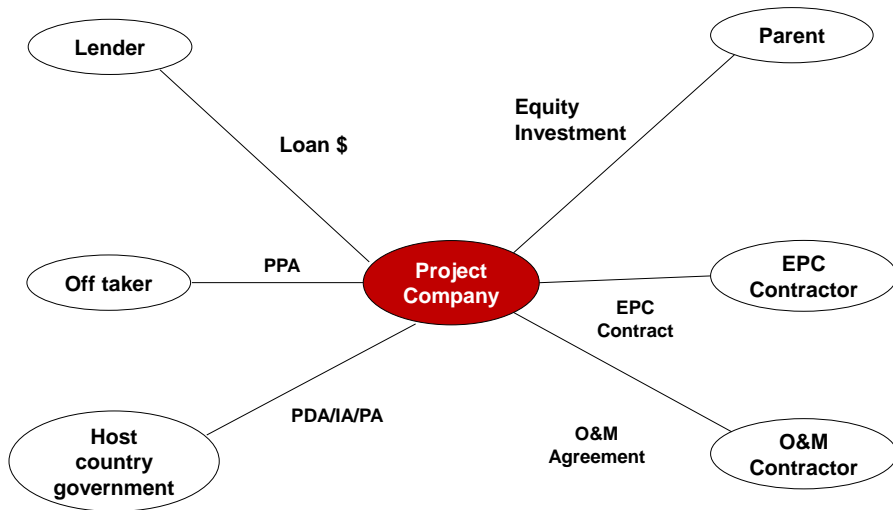 Lender
Parent
Equity
Investment
Loan $
Off taker
PPA
Project
Company
EPC
Contractor
EPC
Contract
PDA/IA/PA
Host
country
government
O&M
Agreement
O&M
Contractor